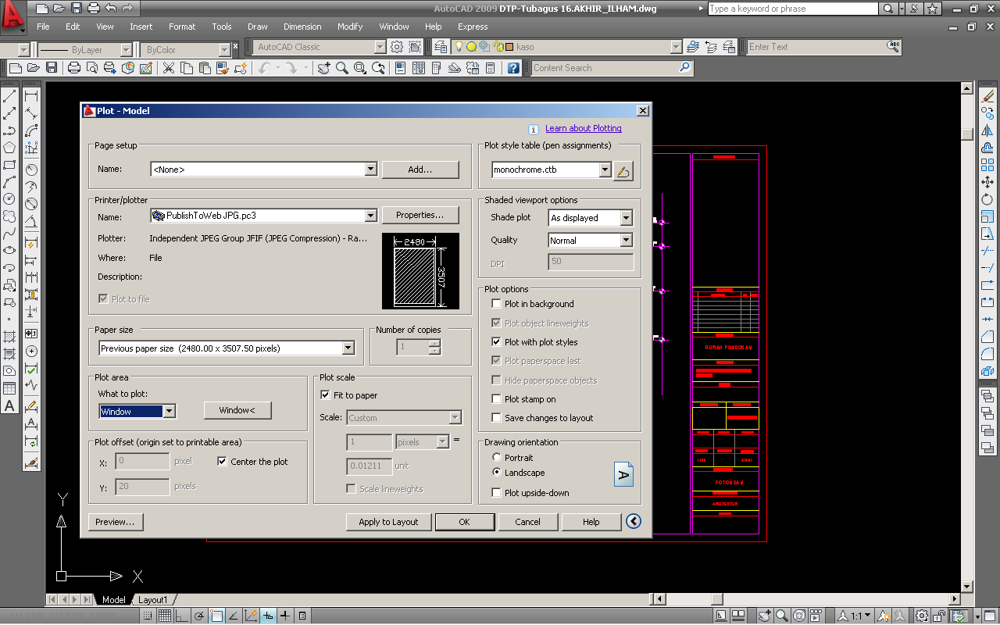 AutoCAD 2009 DTP-Tubagus 16.AKHIR_ILHAM.dwg
Type a keyword or phrase
File Edit View Insert Format Tools Draw Dimension Modify Window Help Express
ByLayer ByColor AutoCAD Classic kaso Enter Text ABC
Content Search
Plot - Model
Learn about Plotting
Page setup
Name: <None> Add...
Plot style table (pen assignments)
monochrome.ctb
Printer/plotter
Name: PublishToWeb JPG.pc3 Properties...
Plotter: Independent JPEG Group JFIF (JPEG Compression) - Ra...
Where: File
Description:
Plot to file
2480
3507
Shaded viewport options
Shade plot As displayed
Quality Normal
DPI 50
Paper size
Previous paper size (2480.00 x 3507.50 pixels)
Number of copies
1
Plot options
Plot in background
Plot object lineweights
Plot with plot styles
Plot paperspace last
Hide paperspace objects
Plot stamp on
Save changes to layout
Plot area
What to plot:
Window Window<
Plot scale
Fit to paper
Scale: Custom
1 pixels =
0.01211 unit
Scale lineweights
Plot offset (origin set to printable area)
X: 0 pixel Center the plot
Y: 20 pixels
Drawing orientation
Portrait
Landscape
Plot upside-down
A
Preview... Apply to Layout OK Cancel Help
RUMAH PONDOKAN
POTONGAN
ARSITEKTUR
Y
X
Model Layout1
1:1